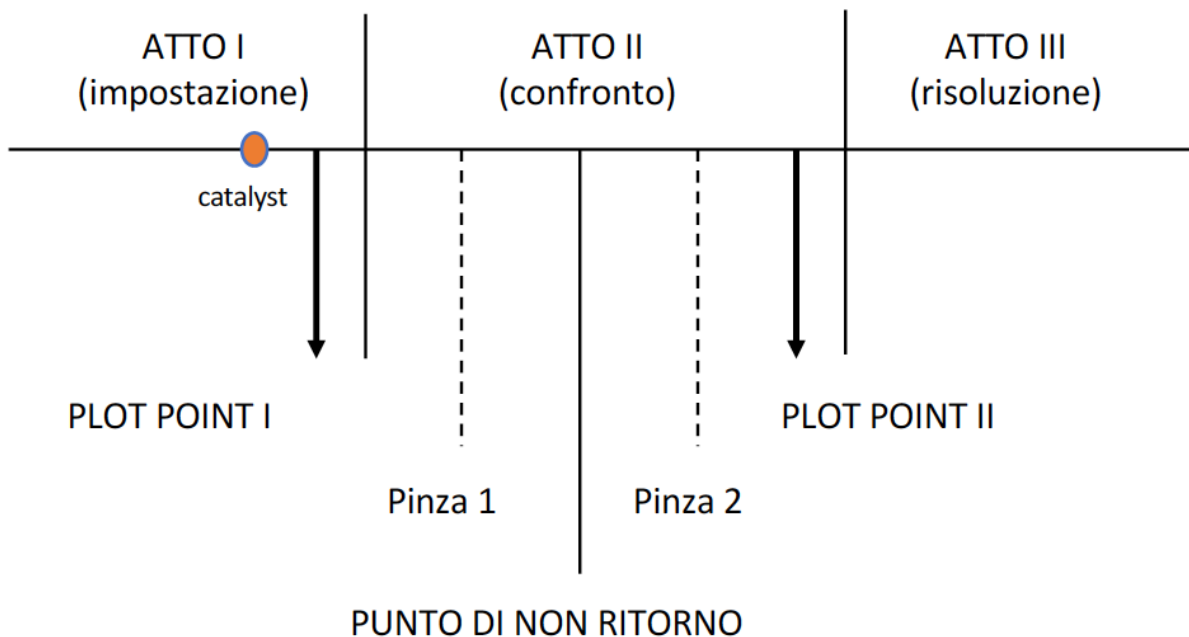 ATTO I
(impostazione)
ATTO II
(confronto)
ATTO III
(risoluzione)
catalyst
PLOT POINT I
PLOT POINT II
Pinza 1
Pinza 2
PUNTO DI NON RITORNO